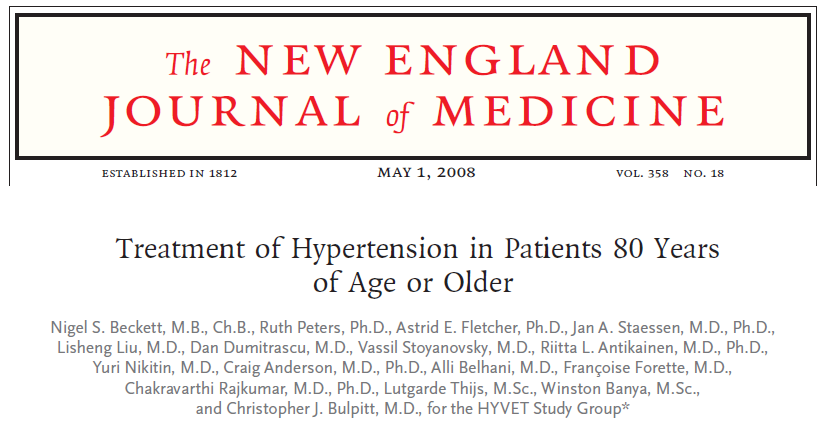 The NEW ENGLAND
JOURNAL of MEDICINE
ESTABLISHED IN 1812 MAY 1, 2008 VOL. 358 NO. 18
Treatment of Hypertension in Patients 80 Years
of Age or Older
Nigel S. Beckett, M.B., Ch.B., Ruth Peters, Ph.D., Astrid E. Fletcher, Ph.D., Jan A. Staessen, M.D., Ph.D.,
Lisheng Liu, M.D., Dan Dumitrascu, M.D., Vassil Stoyanovsky, M.D., Riitta L. Antikainen, M.D., Ph.D.,
Yuri Nikitin, M.D., Craig Anderson, M.D., Ph.D., Alli Belhani, M.D., Françoise Forette, M.D.,
Chakravarthi Rajkumar, M.D., Ph.D., Lutgarde Thijs, M.Sc., Winston Banya, M.Sc.,
and Christopher J. Bulpitt, M.D., for the HYVET Study Group*